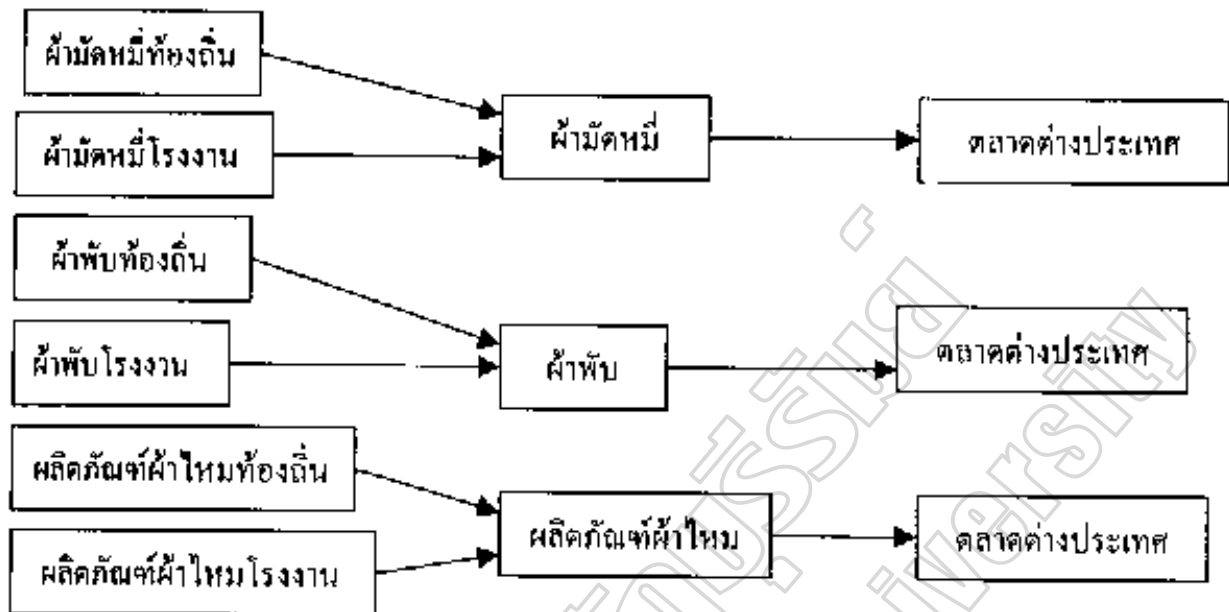 ผ้ามัดหมี่ท้องถิ่น
ผ้ามัดหมี่โรงงาน
ผ้ามัดหมี่
ตลาดต่างประเทศ
ผ้าพับท้องถิ่น
ผ้าพับโรงงาน
ผ้าพับ
ตลาดต่างประเทศ
ผลิตภัณฑ์ผ้าไหมท้องถิ่น
ผลิตภัณฑ์ผ้าไหมโรงงาน
ผลิตภัณฑ์ผ้าไหม
ตลาดต่างประเทศ